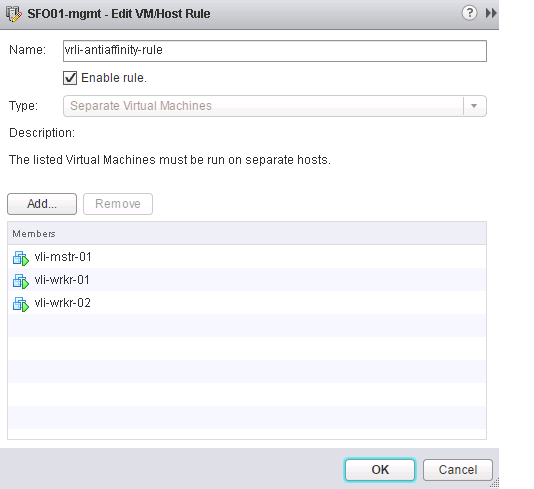 SFO01-mgmt - Edit VM/Host Rule ?
Name: vrli-antiaffinity-rule
Enable rule.
Type: Separate Virtual Machines
Description:
The listed Virtual Machines must be run on separate hosts.
Add... Remove
Members
vli-mstr-01
vli-wrkr-01
vli-wrkr-02
OK Cancel